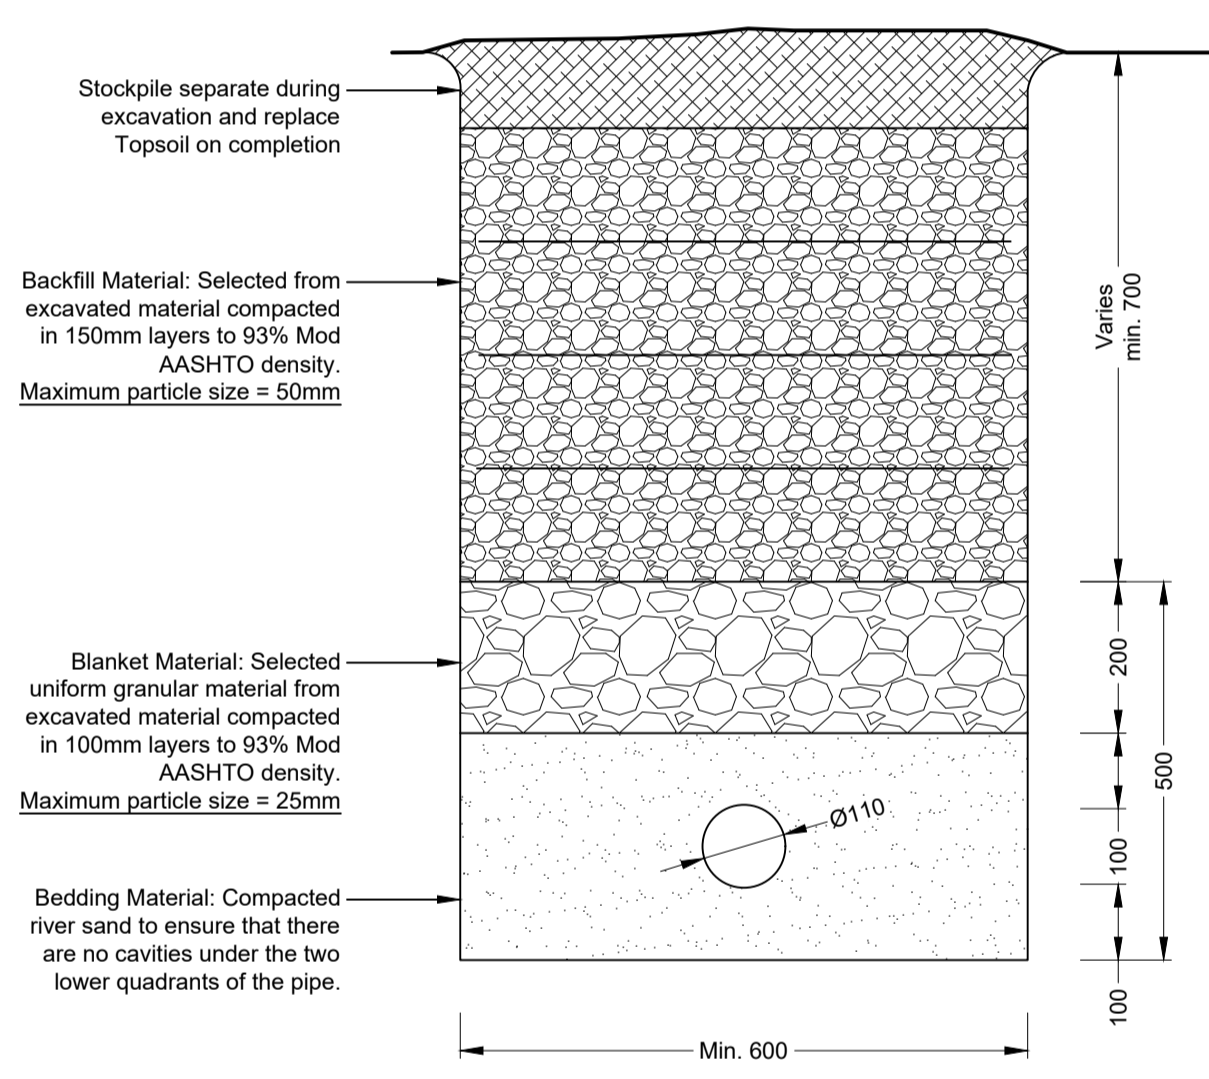 Stockpile separate during
excavation and replace
Topsoil on completion
Backfill Material: Selected from
excavated material compacted
in 150mm layers to 93% Mod
AASHTO density.
Maximum particle size = 50mm
Varies
min. 700
Blanket Material: Selected
uniform granular material from
excavated material compacted
in 100mm layers to 93% Mod
AASHTO density.
Maximum particle size = 25mm
200
500
Ø110
100
Bedding Material: Compacted
river sand to ensure that there
are no cavities under the two
lower quadrants of the pipe.
100
Min. 600